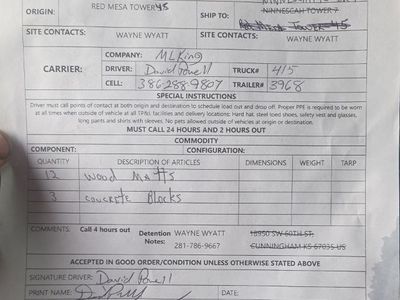 RED MESA TOWER 45
NINNESCAH TOWER 7
ORIGIN:
SHIP TO:
RED MESA TOWER 45
SITE CONTACTS: WAYNE WYATT SITE CONTACTS: WAYNE WYATT
COMPANY: ML King
CARRIER: DRIVER: David Powell TRUCK# 415
CELL: 386-288-9807 TRAILER# 3968
SPECIAL INSTRUCTIONS
Driver must call points of contact at both origin and destination to schedule load out and drop off. Proper PPE is required to be worn
at all times when outside of vehicle at all facilities and delivery locations: Hard hat, steel toed shoes, safety vest and glasses,
long pants and shirts with sleeves. No pets allowed outside of vehicles at origin or destination.
MUST CALL 24 HOURS AND 2 HOURS OUT
COMMODITY
COMPONENT: CONFIGURATION:
QUANTITY DESCRIPTION OF ARTICLES DIMENSIONS WEIGHT TARP
12 Wood Matts
3 Concrete Blocks
COMMENTS: Call 4 hours out Detention WAYNE WYATT 18950 SW 60TH ST.
Notes: 281-786-9667 CUNNINGHAM KS 67035 US
ACCEPTED IN GOOD ORDER/CONDITION UNLESS OTHERWISE STATED ABOVE
SIGNATURE DRIVER: David Powell
PRINT NAME: DATE: